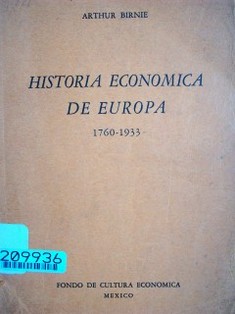 ARTHUR BIRNIE
HISTORIA ECONOMICA
DE EUROPA
1760-1933
209936
FONDO DE CULTURA ECONOMICA
MEXICO